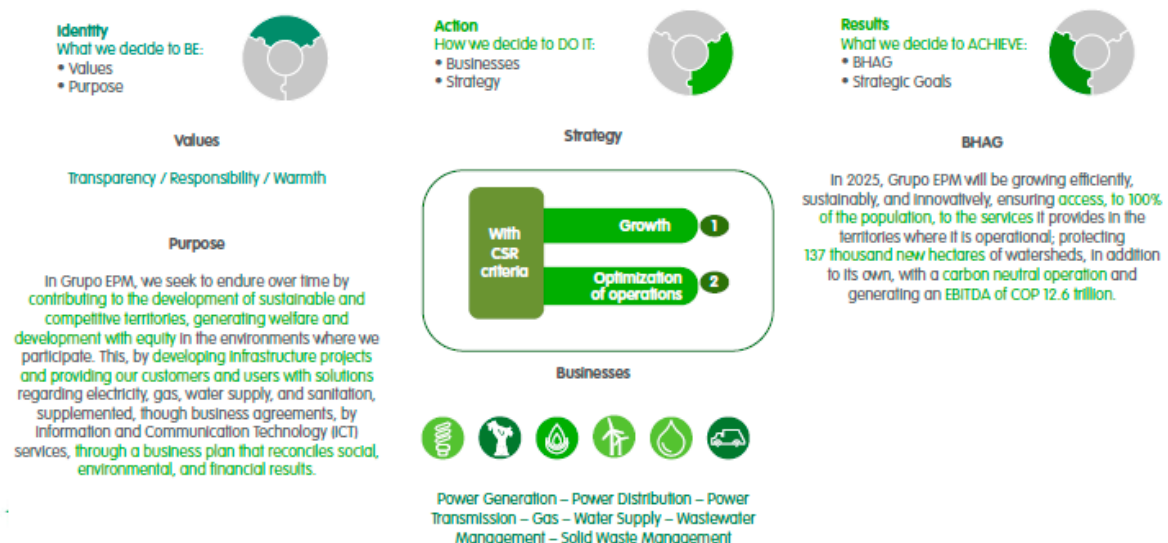 Identity
What we decide to BE:
• Values
• Purpose
Values
Transparency / Responsibility / Warmth
Purpose
In Grupo EPM, we seek to endure over time by
contributing to the development of sustainable and
competitive territories, generating welfare and
development with equity in the environments where we
participate. This, by developing infrastructure projects
and providing our customers and users with solutions
regarding electricity, gas, water supply, and sanitation,
supplemented, though business agreements, by
Information and Communication Technology (ICT)
services, through a business plan that reconciles social,
environmental, and financial results.
Action
How we decide to DO IT:
• Businesses
• Strategy
Strategy
With
CSR
criteria
Growth 1
Optimization
of operations 2
Businesses
Power Generation – Power Distribution – Power
Transmission – Gas – Water Supply – Wastewater
Management – Solid Waste Management
Results
What we decide to ACHIEVE:
• BHAG
• Strategic Goals
BHAG
In 2025, Grupo EPM will be growing efficiently,
sustainably, and innovatively, ensuring access, to 100%
of the population, to the services it provides in the
territories where it is operational; protecting
137 thousand new hectares of watersheds, in addition
to its own, with a carbon neutral operation and
generating an EBITDA of COP 12.6 trillion.